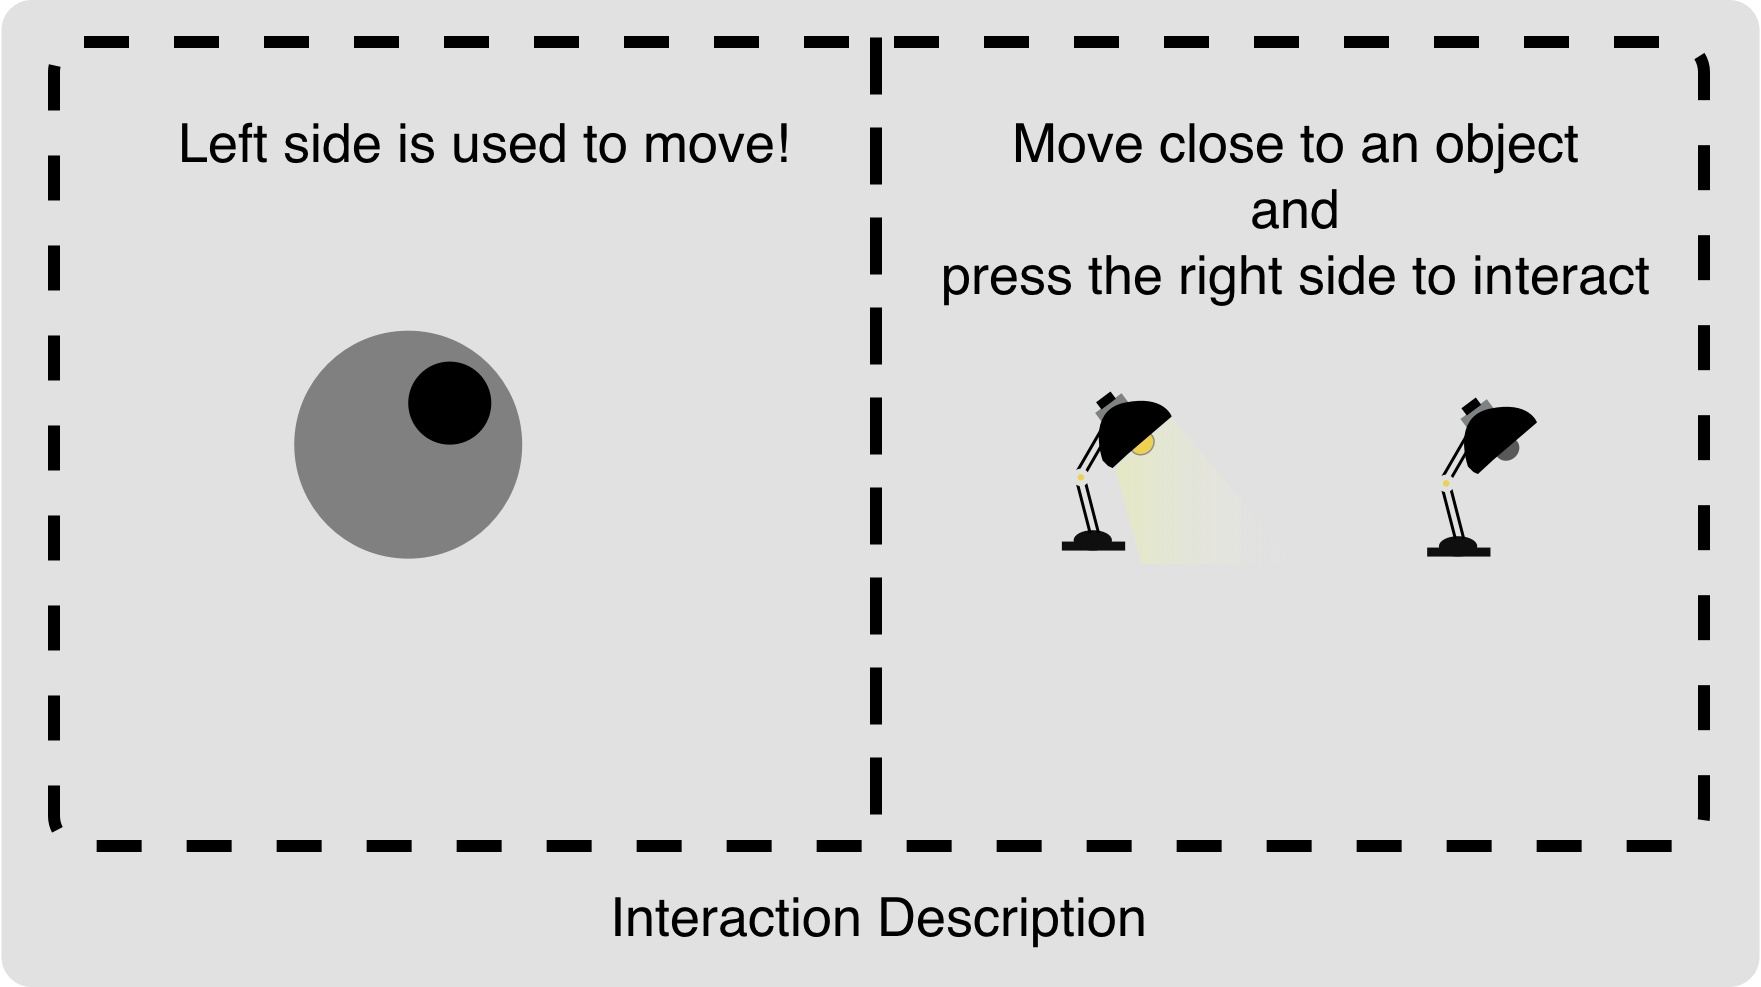 Left side is used to move!
Move close to an object
and
press the right side to interact
Interaction Description